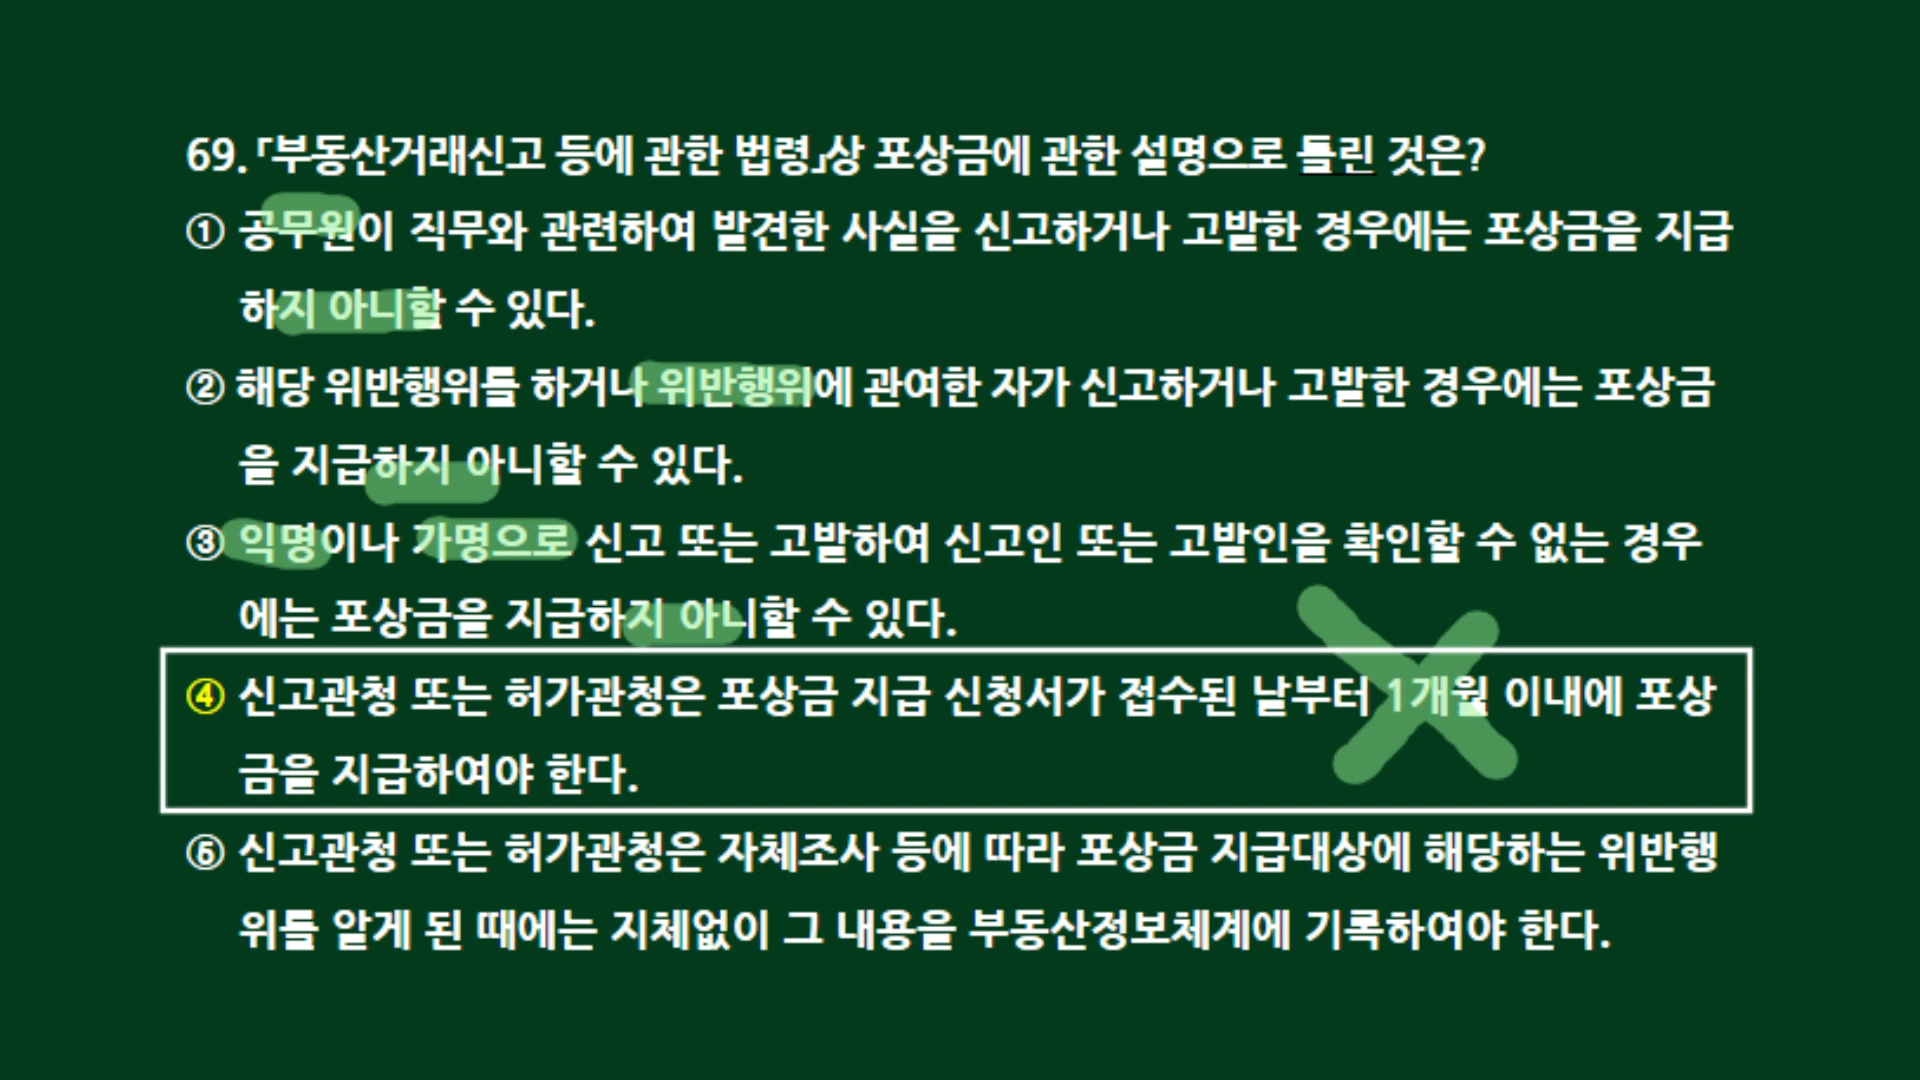 69. 「부동산거래신고 등에 관한 법령」상 포상금에 관한 설명으로 틀린 것은?
① 공무원이 직무와 관련하여 발견한 사실을 신고하거나 고발한 경우에는 포상금을 지급
하지 아니할 수 있다.
② 해당 위반행위를 하거나 위반행위에 관여한 자가 신고하거나 고발한 경우에는 포상금
을 지급하지 아니할 수 있다.
③ 익명이나 가명으로 신고 또는 고발하여 신고인 또는 고발인을 확인할 수 없는 경우
에는 포상금을 지급하지 아니할 수 있다.
④ 신고관청 또는 허가관청은 포상금 지급 신청서가 접수된 날부터 1개월 이내에 포상
금을 지급하여야 한다.
⑤ 신고관청 또는 허가관청은 자체조사 등에 따라 포상금 지급대상에 해당하는 위반행
위를 알게 된 때에는 지체없이 그 내용을 부동산정보체계에 기록하여야 한다.